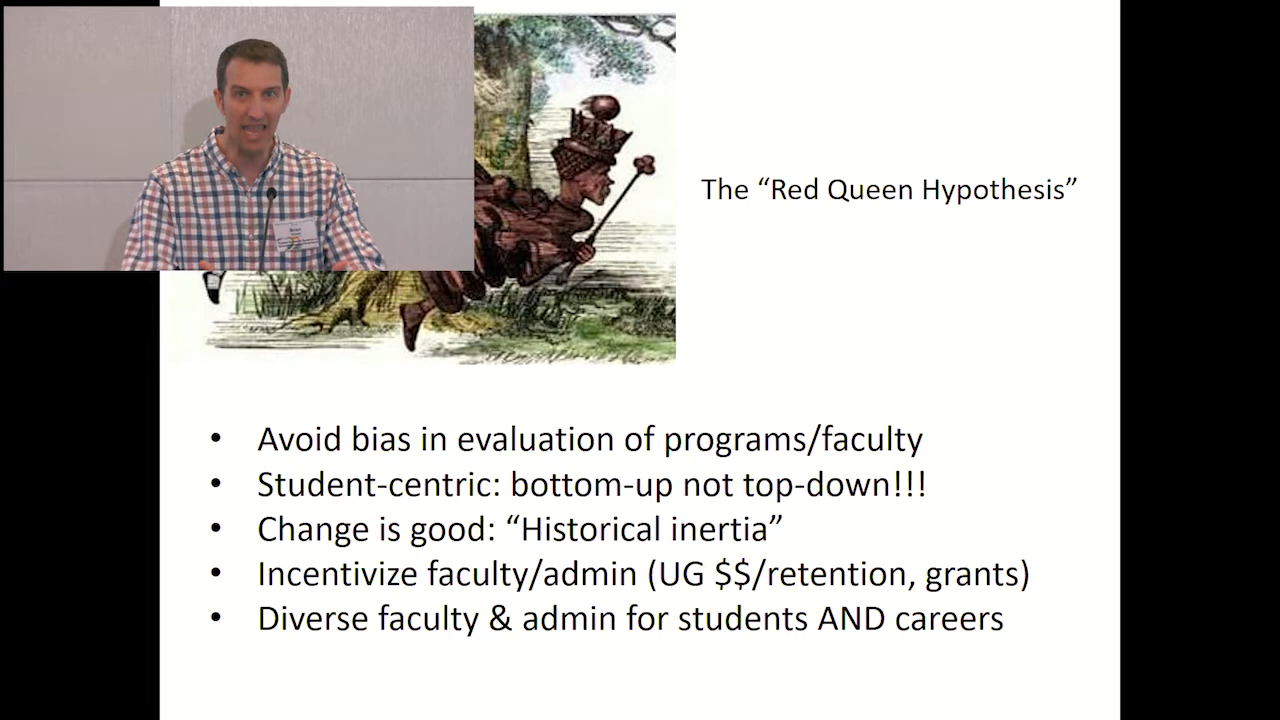 Brian
The “Red Queen Hypothesis”
• Avoid bias in evaluation of programs/faculty
• Student-centric: bottom-up not top-down!!!
• Change is good: “Historical inertia”
• Incentivize faculty/admin (UG $$/retention, grants)
• Diverse faculty & admin for students AND careers